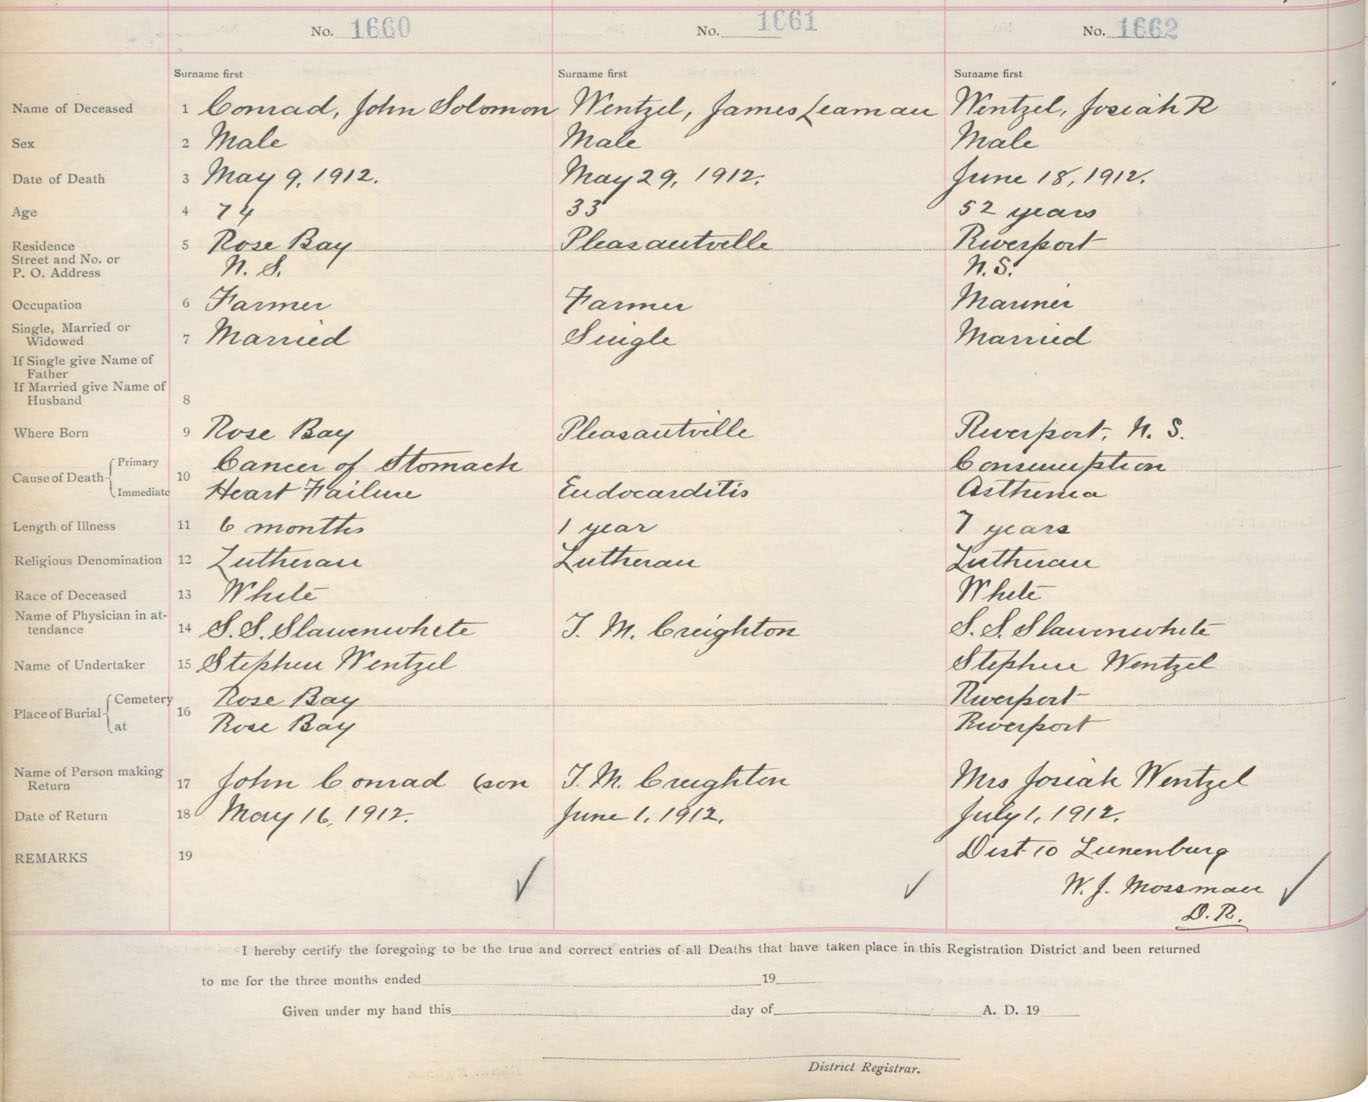 No. 1660 No. 1661 No. 1662
Surname first Surname first Surname first
Name of Deceased 1 Conrad, John Solomon Wentzel, James Leaman Wentzel, Josiah R
Sex 2 Male Male Male
Date of Death 3 May 9, 1912. May 29, 1912. June 18, 1912.
Age 4 74 33 52 years
Residence 5 Rose Bay Pleasantville Riverport
Street and No. or
P. O. Address N. S. N. S.
Occupation 6 Farmer Farmer Mariner
Single, Married or
Widowed 7 Married Single Married
If Single give Name of
Father
If Married give Name of
Husband 8
Where Born 9 Rose Bay Pleasantville Riverport, N. S.
Cause of Death 10 Primary Cancer of Stomach Consumption
Immediate Heart Failure Endocarditis Asthenia
Length of Illness 11 6 months 1 year 7 years
Religious Denomination 12 Lutheran Lutheran Lutheran
Race of Deceased 13 White White
Name of Physician in at-
tendance 14 S. S. Slawenwhite T. M. Creighton S. S. Slawenwhite
Name of Undertaker 15 Stephen Wentzel Stephen Wentzel
Place of Burial 16 Cemetery Rose Bay Riverport
at Rose Bay Riverport
Name of Person making
Return 17 John Conrad (son T. M. Creighton Mrs Josiah Wentzel
Date of Return 18 May 16, 1912. June 1, 1912. July 1, 1912.
REMARKS 19 Dist 10 Lunenburg
W. J. Mossman
D. R.
I hereby certify the foregoing to be the true and correct entries of all Deaths that have taken place in this Registration District and been returned
to me for the three months ended 19
Given under my hand this day of A. D. 19
District Registrar.